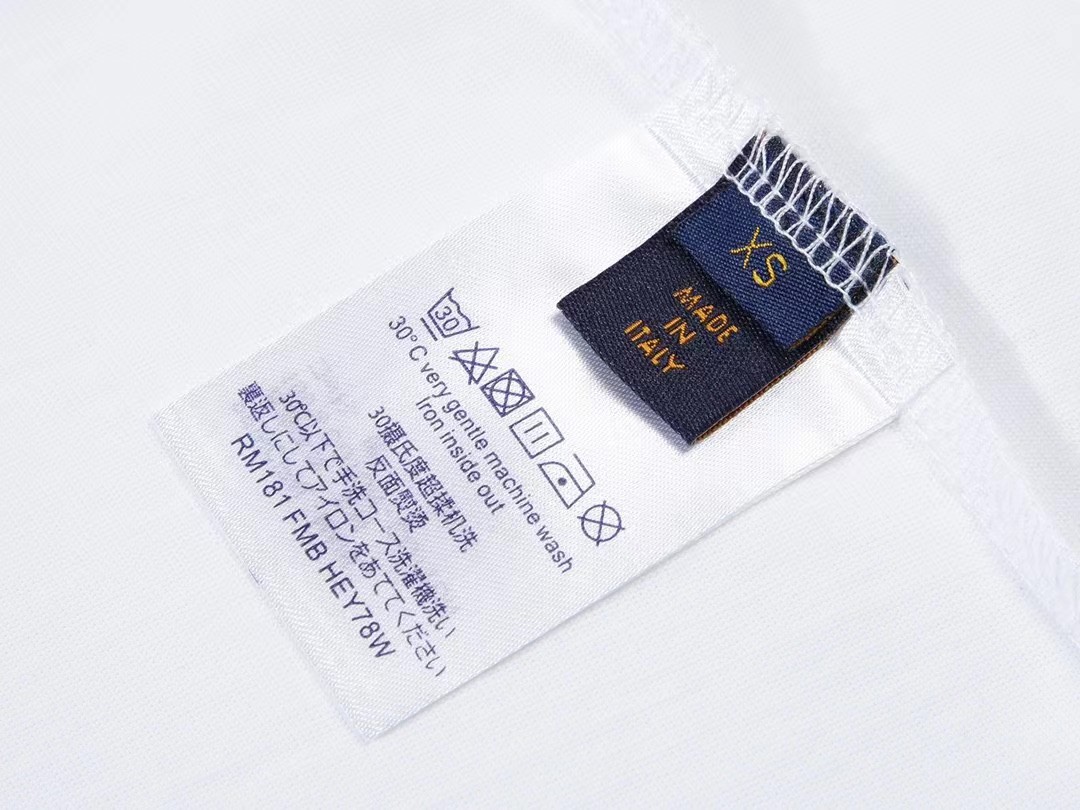 XS
MADE
IN
ITALY
30
30°C very gentle machine wash
Iron inside out
30摄氏度超揉机洗
反面熨烫
30℃以下で手洗コース洗濯機洗い
裏返しにしてアイロンをあててください
RM181 FMB HEY78W